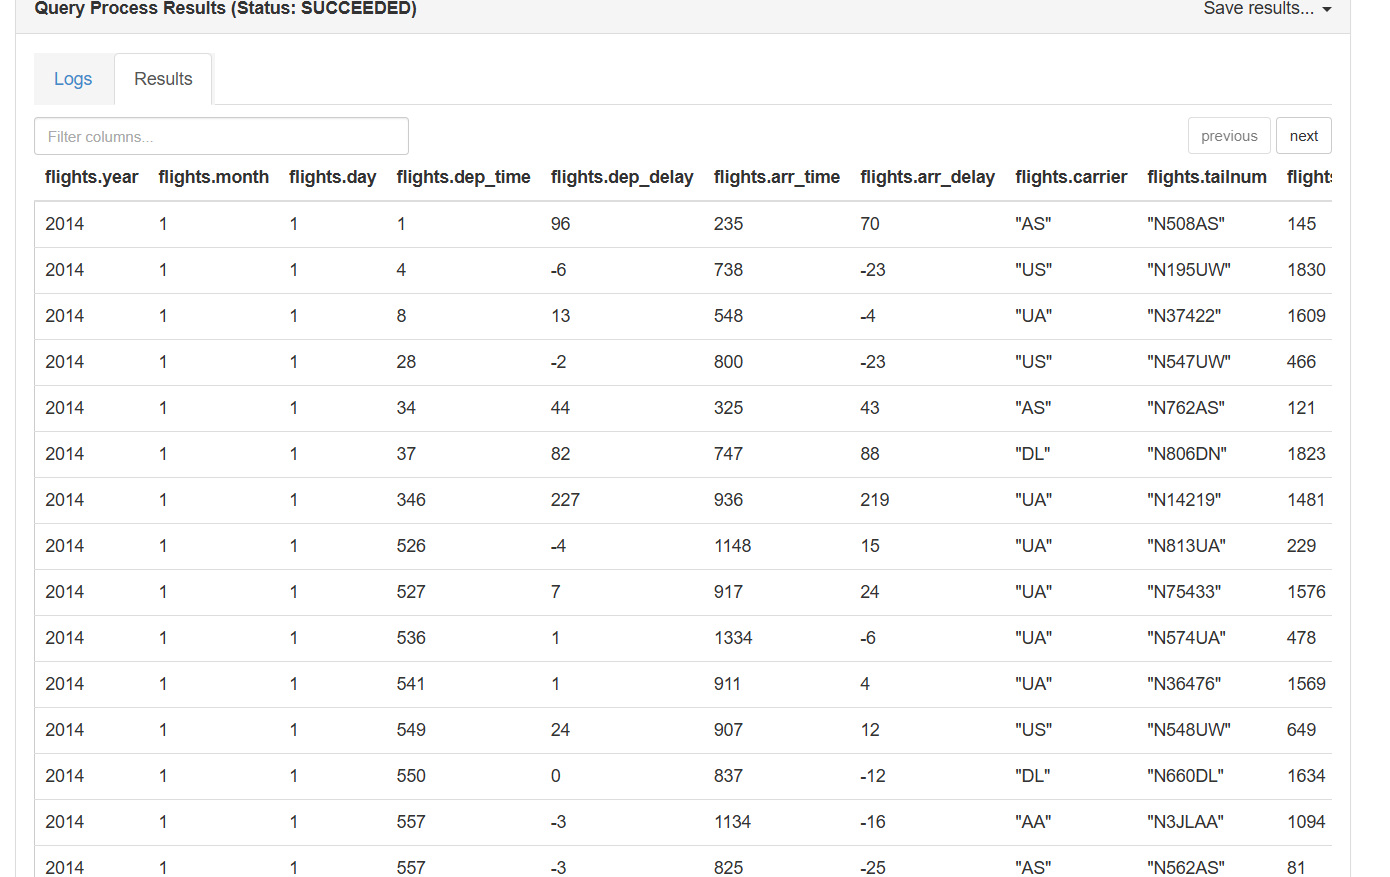 Query Process Results (Status: SUCCEEDED) Save results...
Logs Results
Filter columns... previous next
flights.year flights.month flights.day flights.dep_time flights.dep_delay flights.arr_time flights.arr_delay flights.carrier flights.tailnum flights
2014 1 1 1 96 235 70 "AS" "N508AS" 145
2014 1 1 4 -6 738 -23 "US" "N195UW" 1830
2014 1 1 8 13 548 -4 "UA" "N37422" 1609
2014 1 1 28 -2 800 -23 "US" "N547UW" 466
2014 1 1 34 44 325 43 "AS" "N762AS" 121
2014 1 1 37 82 747 88 "DL" "N806DN" 1823
2014 1 1 346 227 936 219 "UA" "N14219" 1481
2014 1 1 526 -4 1148 15 "UA" "N813UA" 229
2014 1 1 527 7 917 24 "UA" "N75433" 1576
2014 1 1 536 1 1334 -6 "UA" "N574UA" 478
2014 1 1 541 1 911 4 "UA" "N36476" 1569
2014 1 1 549 24 907 12 "US" "N548UW" 649
2014 1 1 550 0 837 -12 "DL" "N660DL" 1634
2014 1 1 557 -3 1134 -16 "AA" "N3JLAA" 1094
2014 1 1 557 -3 825 -25 "AS" "N562AS" 81